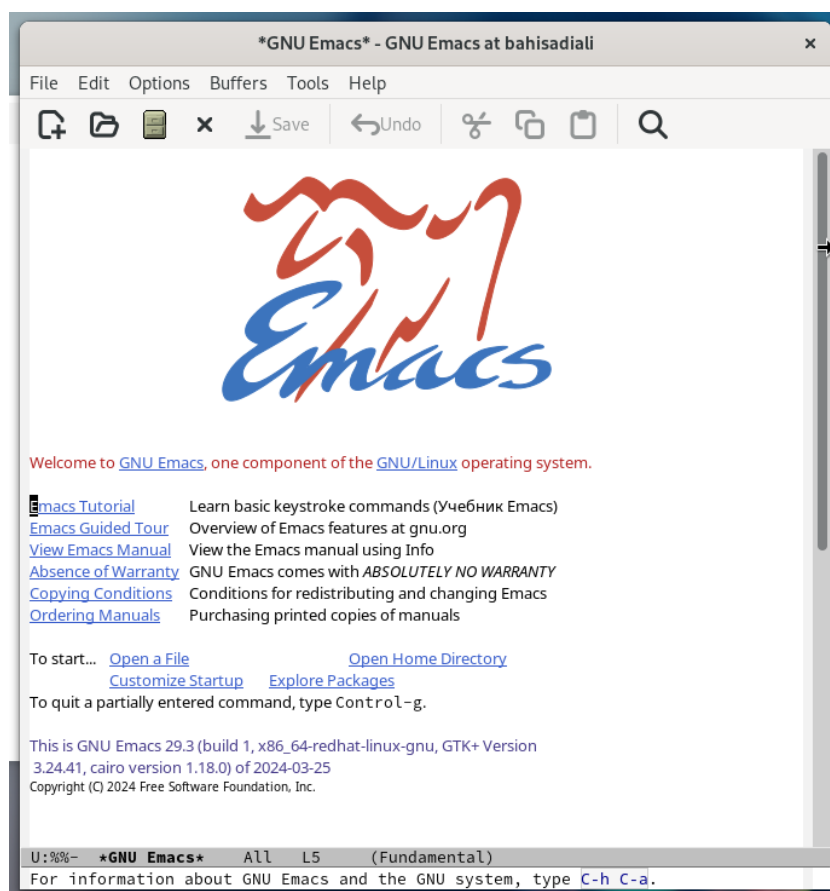 *GNU Emacs* - GNU Emacs at bahisadiali ×
File Edit Options Buffers Tools Help
Save Undo
Emacs
Welcome to GNU Emacs, one component of the GNU/Linux operating system.
Emacs Tutorial Learn basic keystroke commands (Учебник Emacs)
Emacs Guided Tour Overview of Emacs features at gnu.org
View Emacs Manual View the Emacs manual using Info
Absence of Warranty GNU Emacs comes with ABSOLUTELY NO WARRANTY
Copying Conditions Conditions for redistributing and changing Emacs
Ordering Manuals Purchasing printed copies of manuals
To start... Open a File Open Home Directory
Customize Startup Explore Packages
To quit a partially entered command, type Control-g.
This is GNU Emacs 29.3 (build 1, x86_64-redhat-linux-gnu, GTK+ Version
3.24.41, cairo version 1.18.0) of 2024-03-25
Copyright (C) 2024 Free Software Foundation, Inc.
U:%%- *GNU Emacs* All L5 (Fundamental)
For information about GNU Emacs and the GNU system, type C-h C-a.